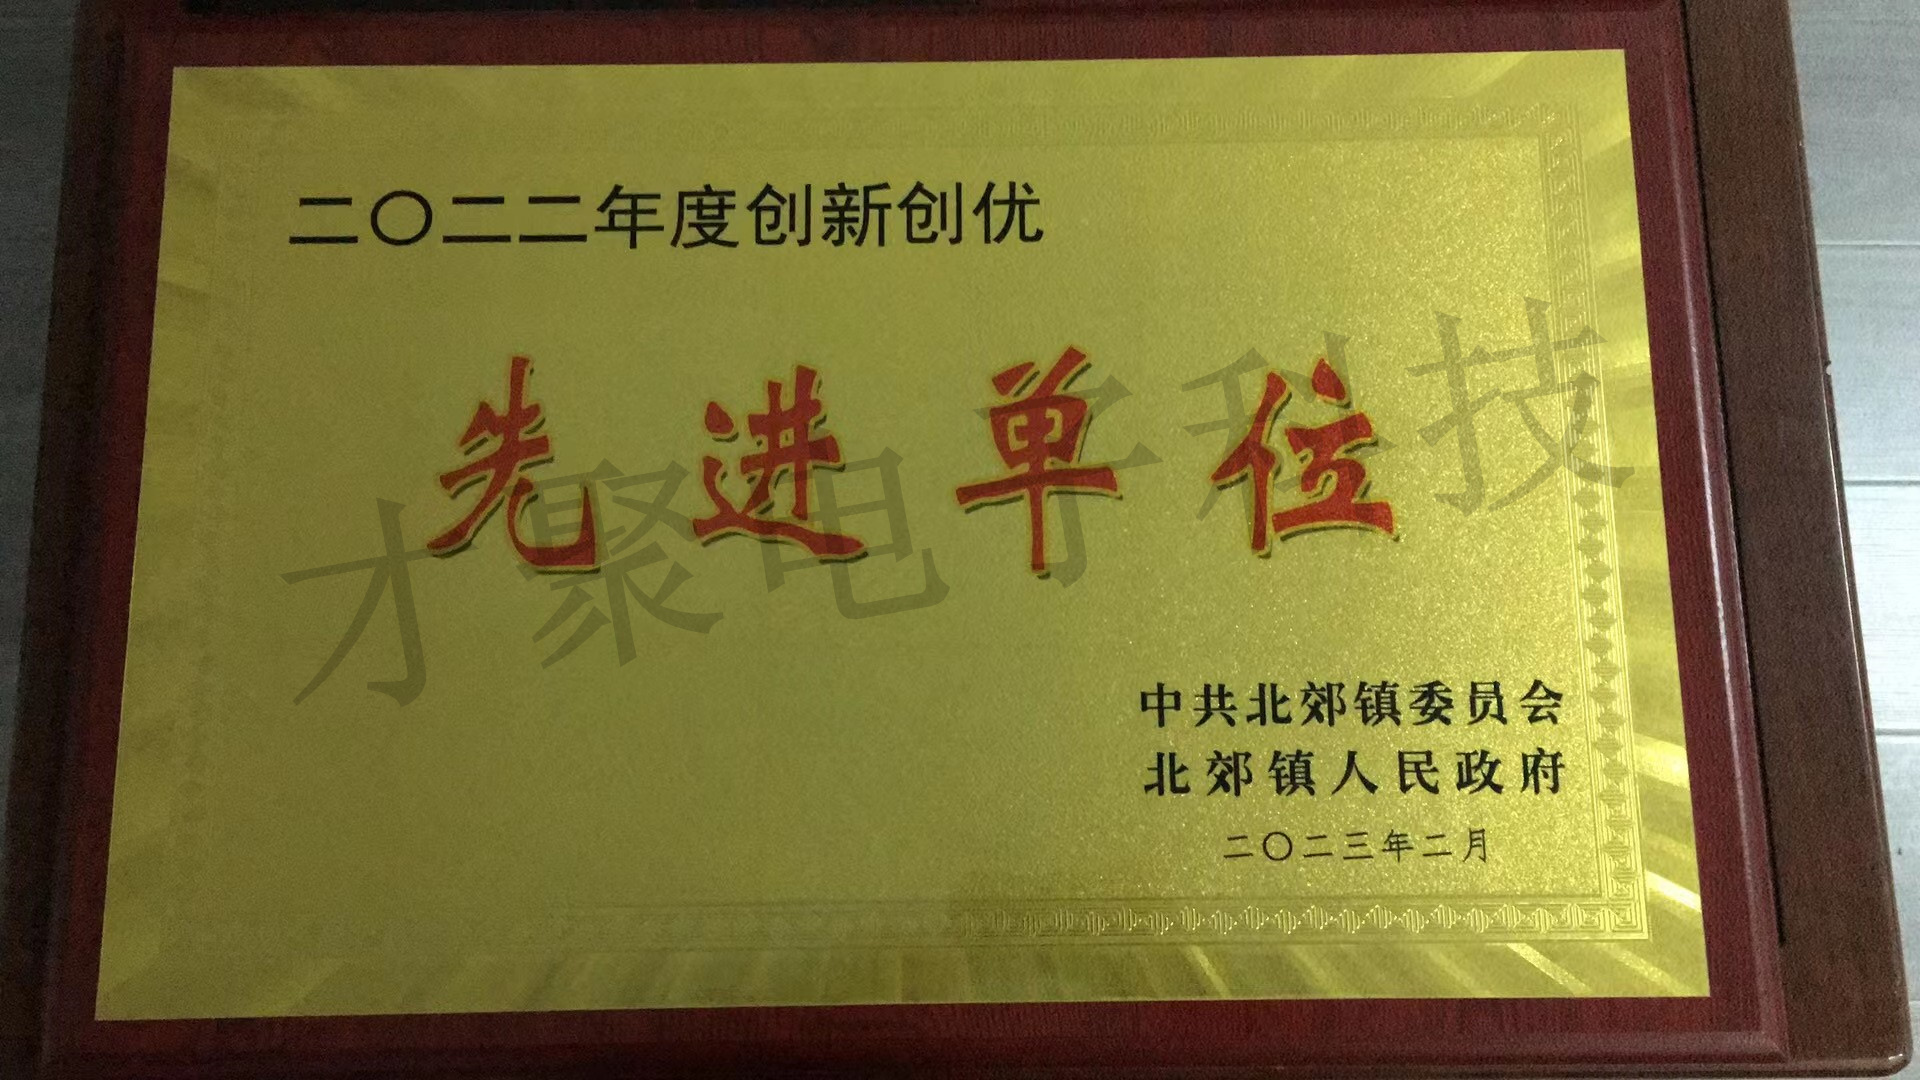 二〇二二年度创新创优
先进单位
才聚电子科技
中共北郊镇委员会
北郊镇人民政府
二〇二三年二月